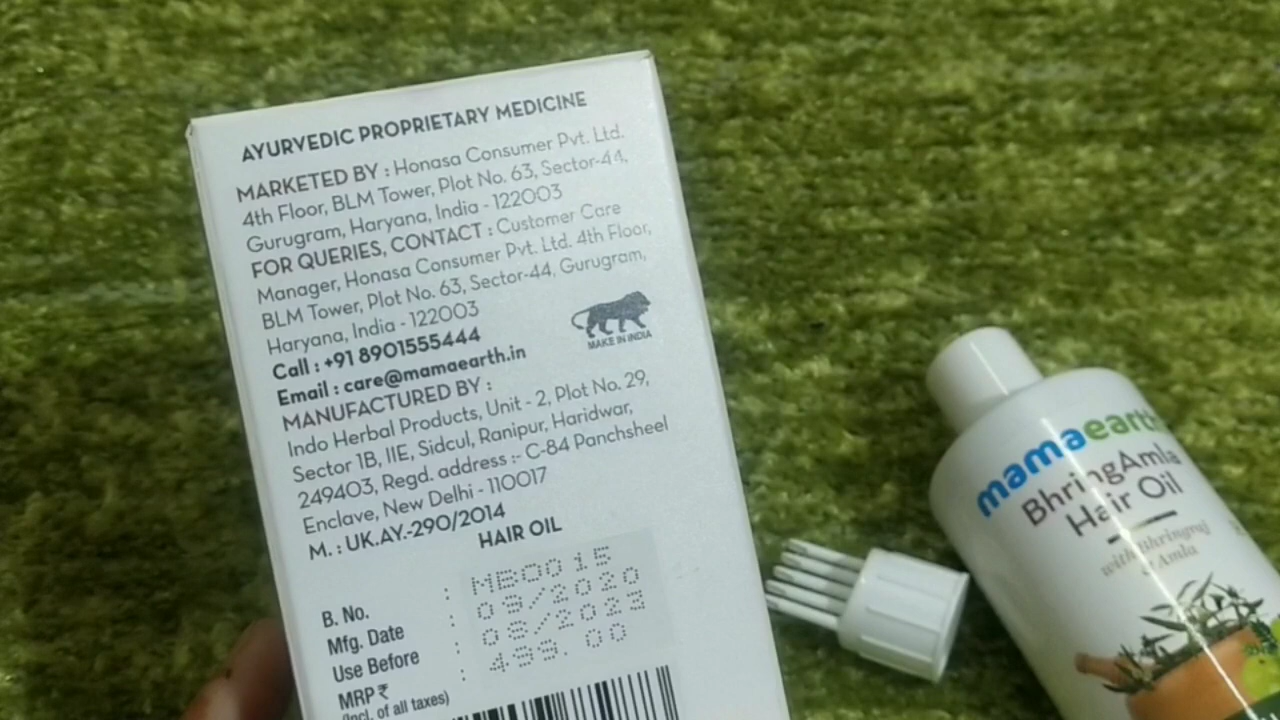 AYURVEDIC PROPRIETARY MEDICINE
MARKETED BY : Honasa Consumer Pvt. Ltd.
4th Floor, BLM Tower, Plot No. 63, Sector-44,
Gurugram, Haryana, India - 122003
FOR QUERIES, CONTACT : Customer Care
Manager, Honasa Consumer Pvt. Ltd. 4th Floor,
BLM Tower, Plot No. 63, Sector-44, Gurugram,
Haryana, India - 122003
Call : +91 8901555444
Email : care@mamaearth.in
MAKE IN INDIA
MANUFACTURED BY :
Indo Herbal Products, Unit - 2, Plot No. 29,
Sector 1B, IIE, Sidcul, Ranipur, Haridwar,
249403, Regd. address :- C-84 Panchsheel
Enclave, New Delhi - 110017
M. : UK.AY.-290/2014
HAIR OIL
B. No. : MB0015
Mfg. Date : 09/2020
Use Before : 08/2023
MRP ₹ : 499.00
(Incl. of all taxes)
mamaearth
BhringAmla
Hair Oil
with Bhringraj
& Amla